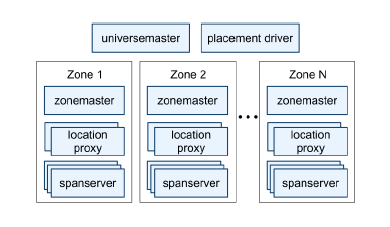 universemaster placement driver
Zone 1 Zone 2 Zone N
zonemaster zonemaster zonemaster
...
location location location
proxy proxy proxy
spanserver spanserver spanserver